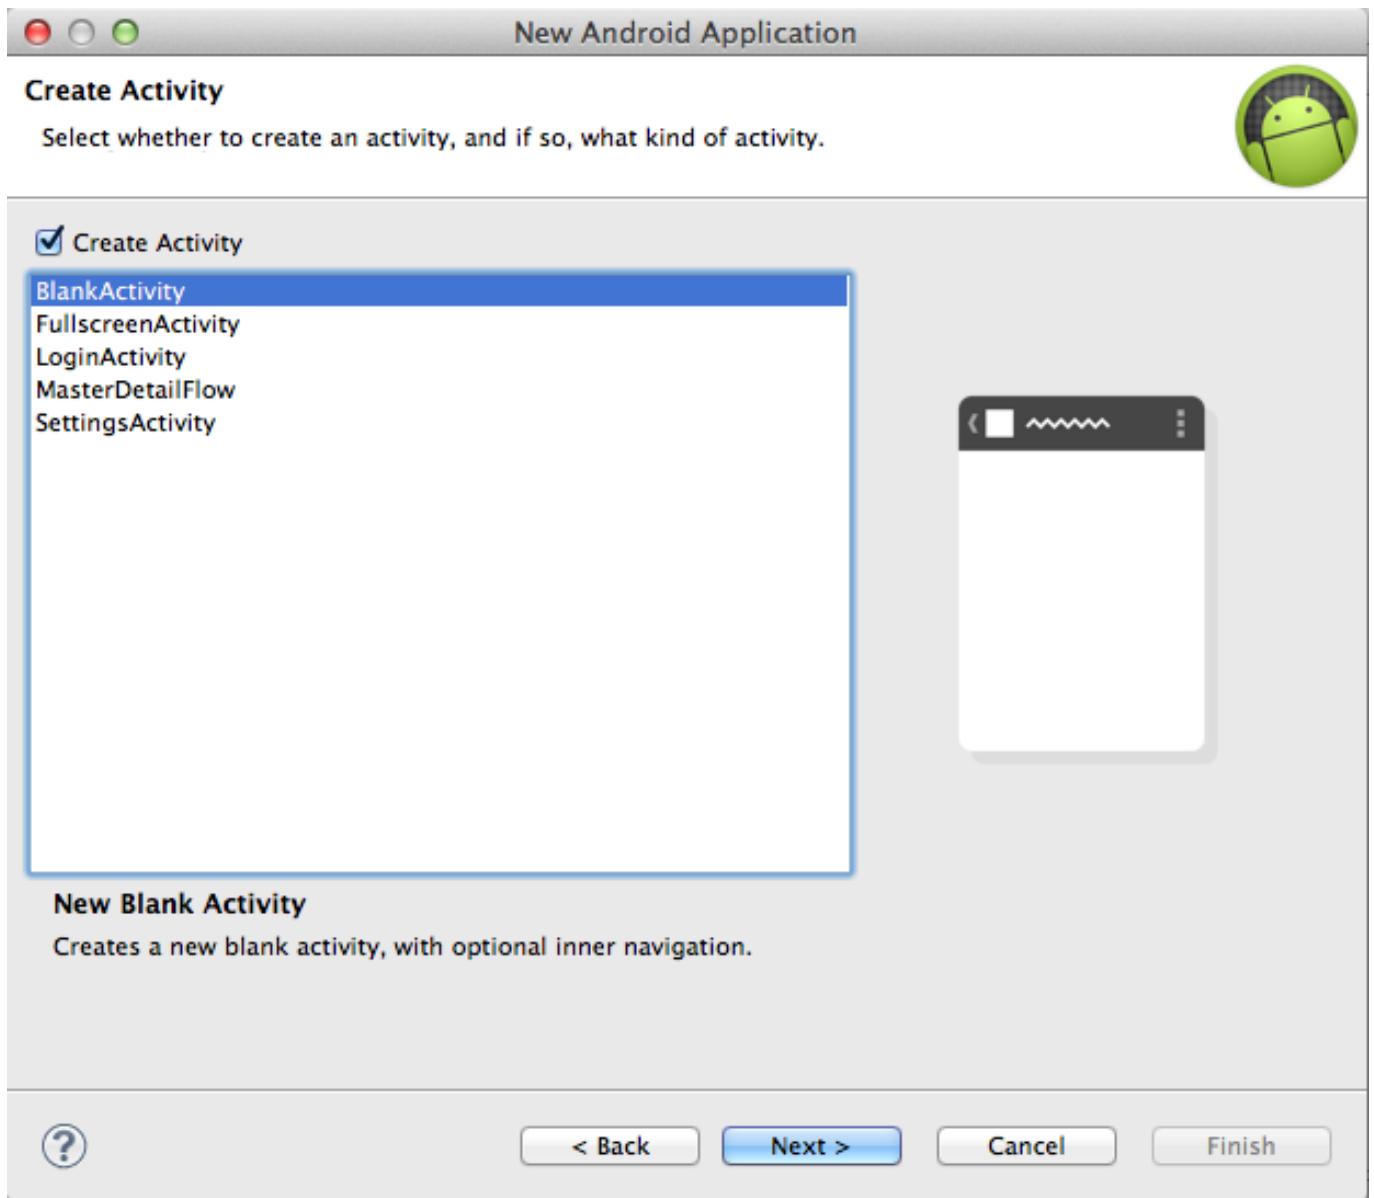 New Android Application
Create Activity
Select whether to create an activity, and if so, what kind of activity.
Create Activity
BlankActivity
FullscreenActivity
LoginActivity
MasterDetailFlow
SettingsActivity
New Blank Activity
Creates a new blank activity, with optional inner navigation.
?
< Back
Next >
Cancel
Finish